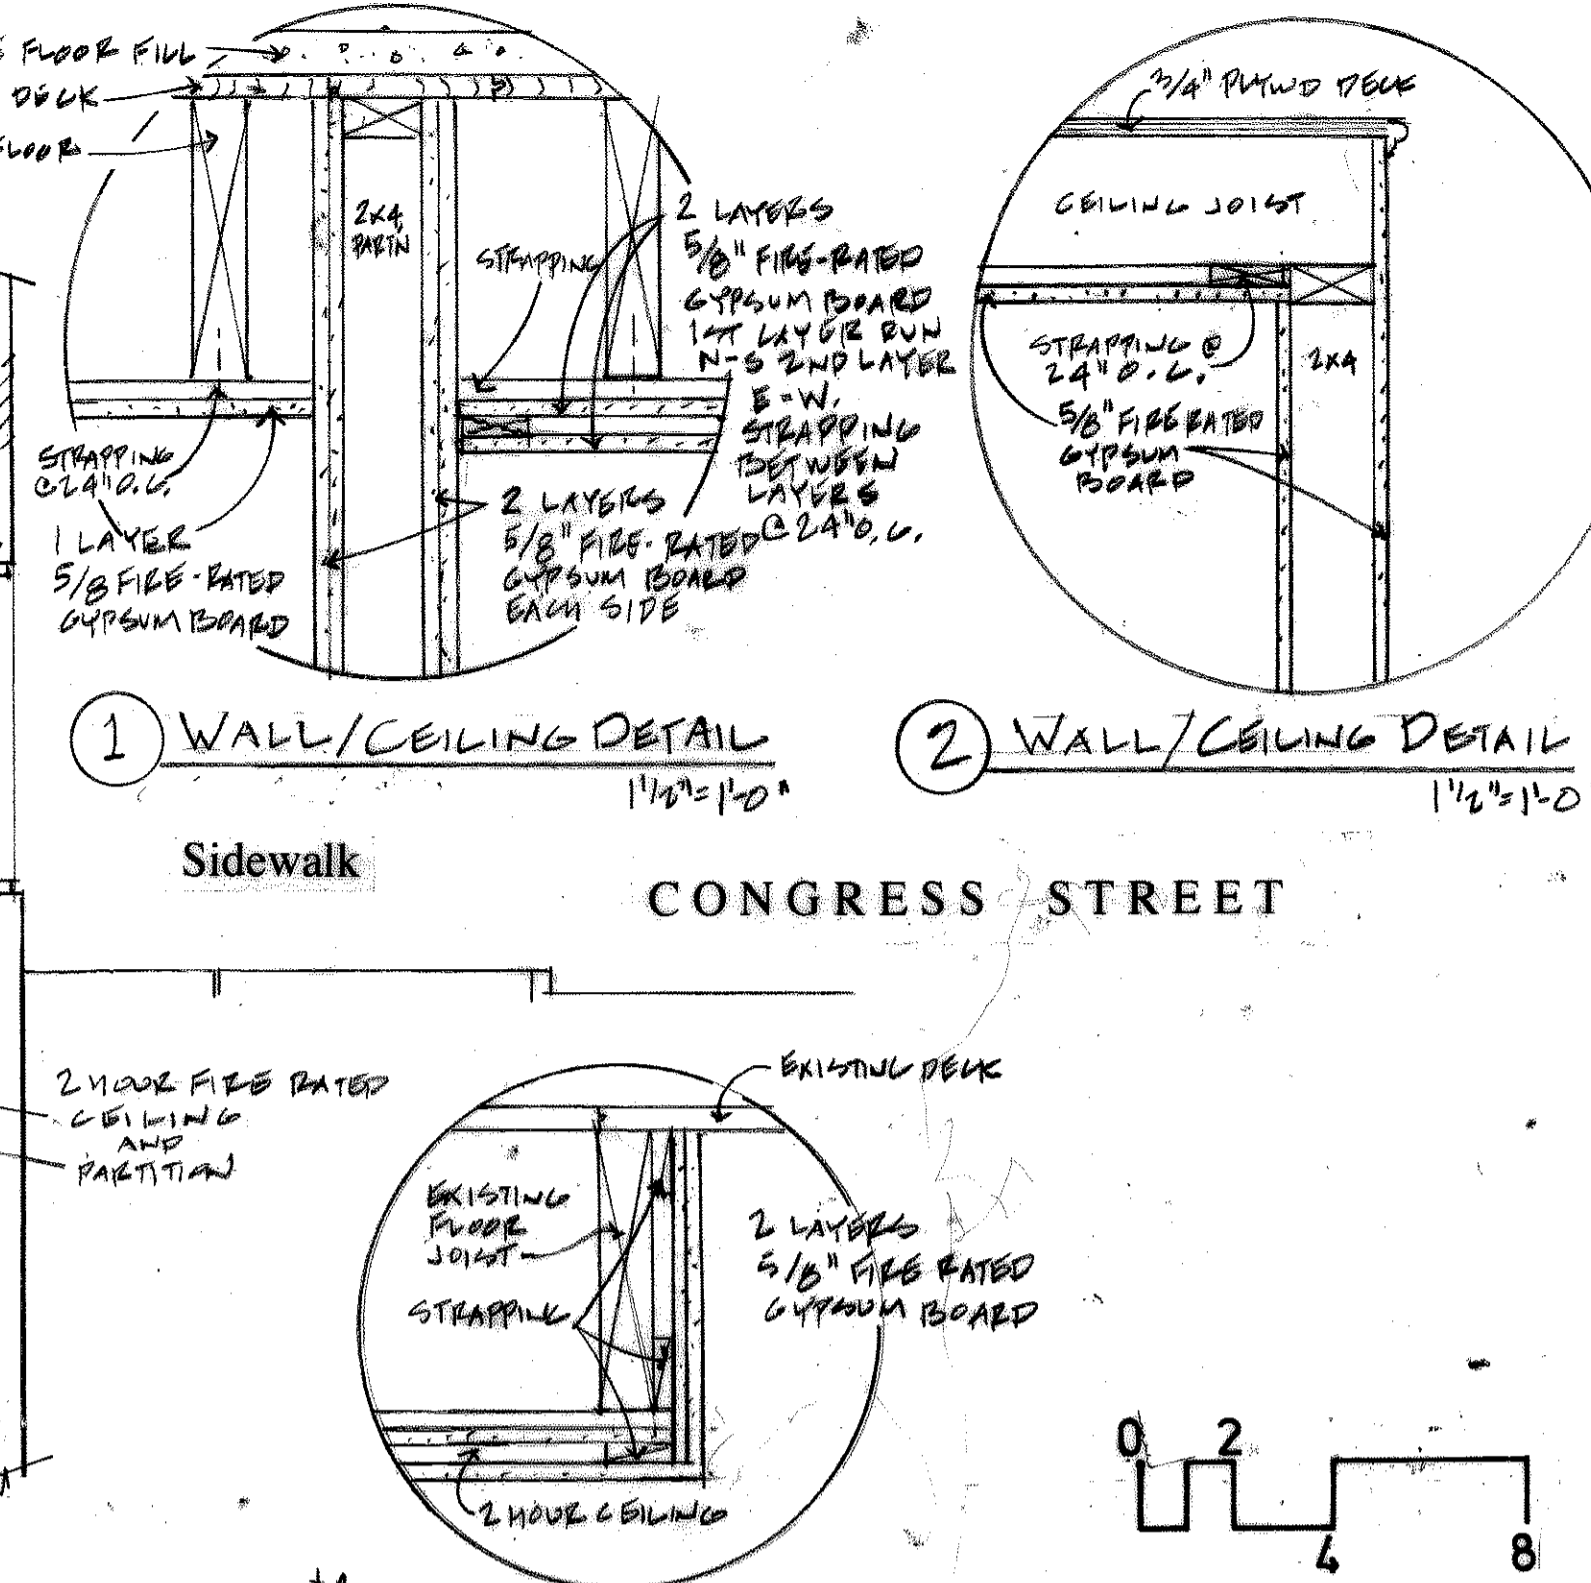 FLOOR FILL
DECK
FLOOR
2x4
PART'N
STRAPPING
2 LAYERS
5/8" FIRE-RATED
GYPSUM BOARD
1ST LAYER RUN
N-S 2ND LAYER
E-W.
STRAPPING
BETWEEN
LAYERS
@ 24" O.C.
STRAPPING
@ 24" O.C.
1 LAYER
5/8 FIRE-RATED
GYPSUM BOARD
2 LAYERS
5/8" FIRE-RATED
GYPSUM BOARD
EACH SIDE
1 WALL/CEILING DETAIL
1 1/2"=1'-0"
3/4" PLYWD DECK
CEILING JOIST
STRAPPING @
24" O.C.
2x4
5/8" FIRE RATED
GYPSUM
BOARD
2 WALL/CEILING DETAIL
1 1/2"=1'-0
Sidewalk
CONGRESS STREET
2 HOUR FIRE RATED
CEILING
AND
PARTITION
EXISTING DECK
EXISTING
FLOOR
JOIST
STRAPPING
2 LAYERS
5/8" FIRE RATED
GYPSUM BOARD
2 HOUR CEILING
0 2
4 8